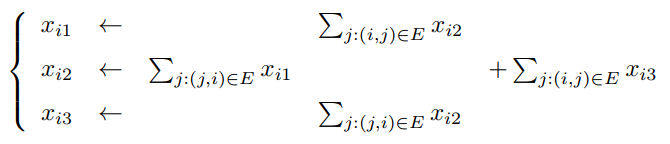 x_{i1} ← ∑_{j:(i,j)∈E} x_{i2}
x_{i2} ← ∑_{j:(j,i)∈E} x_{i1} + ∑_{j:(i,j)∈E} x_{i3}
x_{i3} ← ∑_{j:(j,i)∈E} x_{i2}